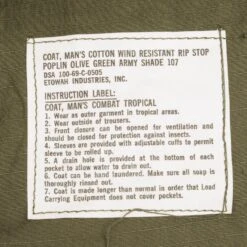 COAT, MAN'S COTTON WIND RESISTANT RIP STOP
POPLIN OLIVE GREEN ARMY SHADE 107
DSA 100-69-C-0505
ETOWAH INDUSTRIES, INC.
INSTRUCTION LABEL:
COAT, MAN'S COMBAT TROPICAL
1. Wear as outer garment in tropical areas.
2. Wear outside of trousers.
3. Front closure can be opened for ventilation and
should be closed for protection against insects.
4. Sleeves are provided with adjustable cuffs to permit
sleeve to be rolled up.
5. A drain hole is provided at the bottom of each
pocket to allow water to drain out.
6. Coat can be hand laundered. Make sure all soap is
thoroughly rinsed out.
7. Coat is made longer than normal in order that Load
Carrying Equipment does not cover pockets.